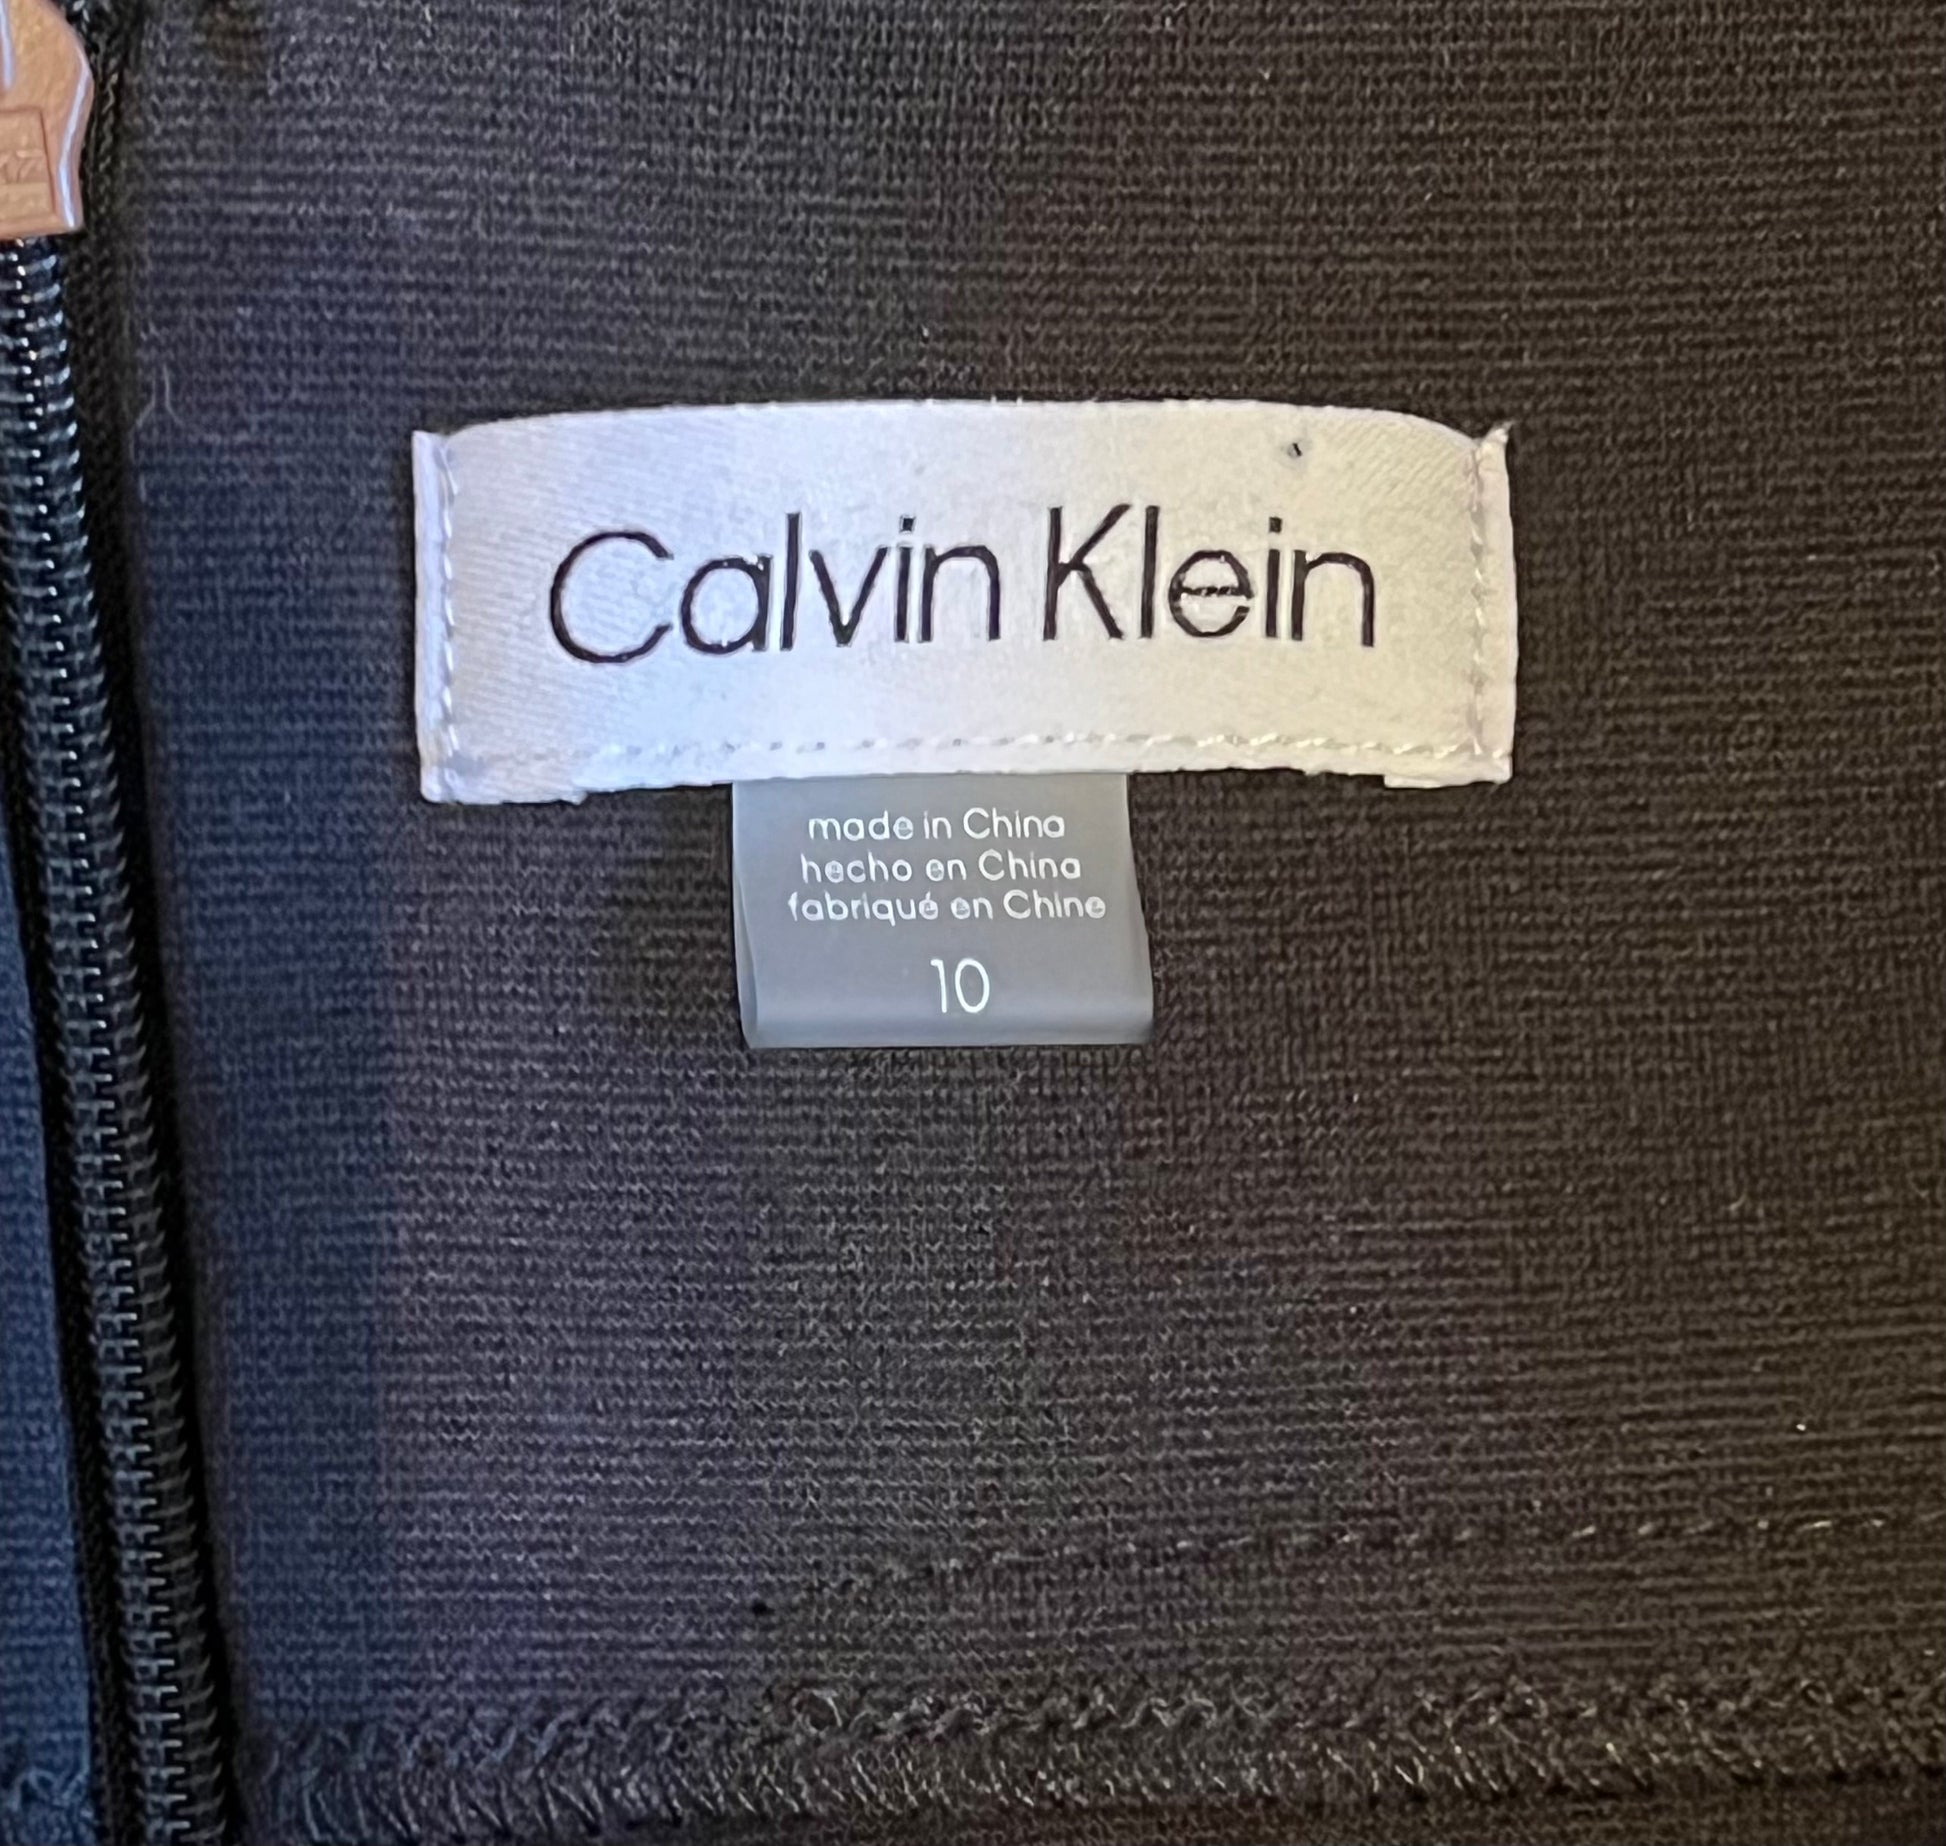 Calvin Klein
made in China
hecho en China
fabriqué en Chine
10